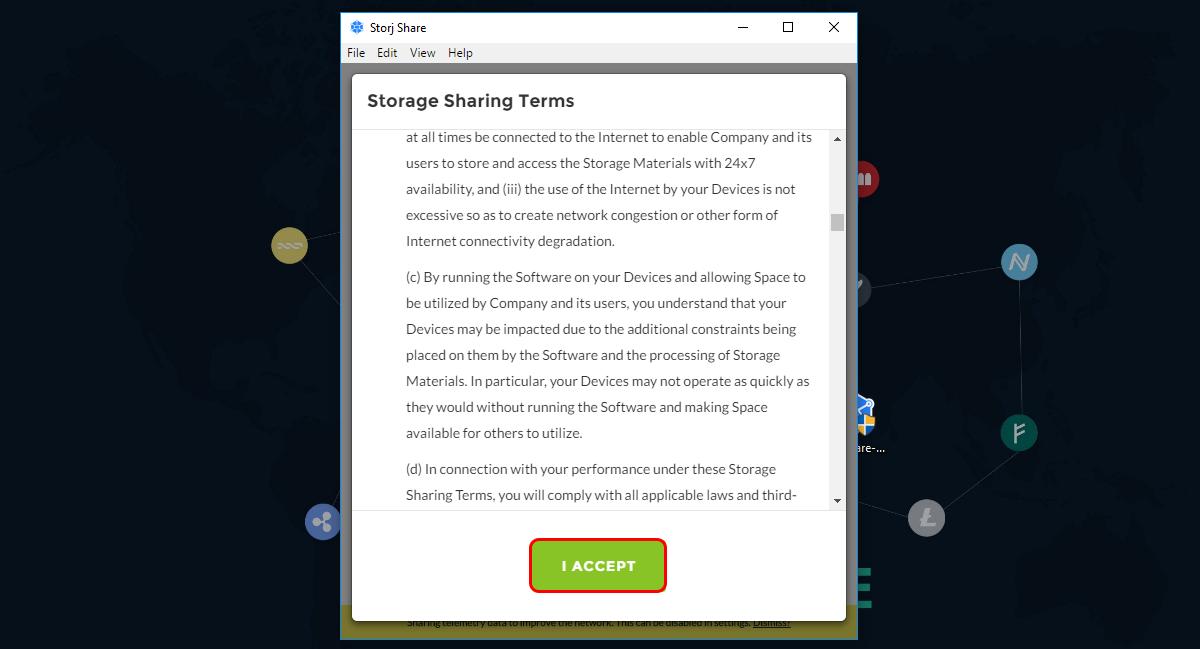 Storj Share
File Edit View Help
Storage Sharing Terms
at all times be connected to the Internet to enable Company and its
users to store and access the Storage Materials with 24x7
availability, and (iii) the use of the Internet by your Devices is not
excessive so as to create network congestion or other form of
Internet connectivity degradation.
(c) By running the Software on your Devices and allowing Space to
be utilized by Company and its users, you understand that your
Devices may be impacted due to the additional constraints being
placed on them by the Software and the processing of Storage
Materials. In particular, your Devices may not operate as quickly as
they would without running the Software and making Space
available for others to utilize.
(d) In connection with your performance under these Storage
Sharing Terms, you will comply with all applicable laws and third-
are-...
I ACCEPT
Sharing telemetry data to improve the network. This can be disabled in settings. Dismiss?